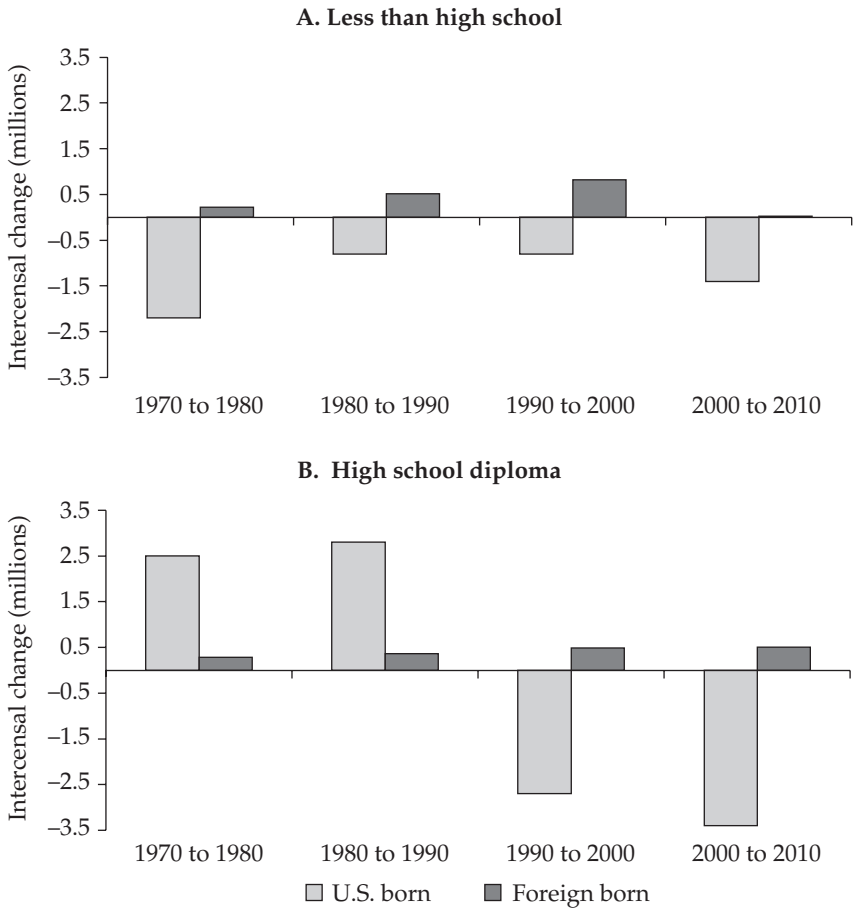 A. Less than high school
Intercensal change (millions)
3.5
2.5
1.5
0.5
–0.5
–1.5
–2.5
–3.5
1970 to 1980 1980 to 1990 1990 to 2000 2000 to 2010
B. High school diploma
Intercensal change (millions)
3.5
2.5
1.5
0.5
–0.5
–1.5
–2.5
–3.5
1970 to 1980 1980 to 1990 1990 to 2000 2000 to 2010
U.S. born Foreign born